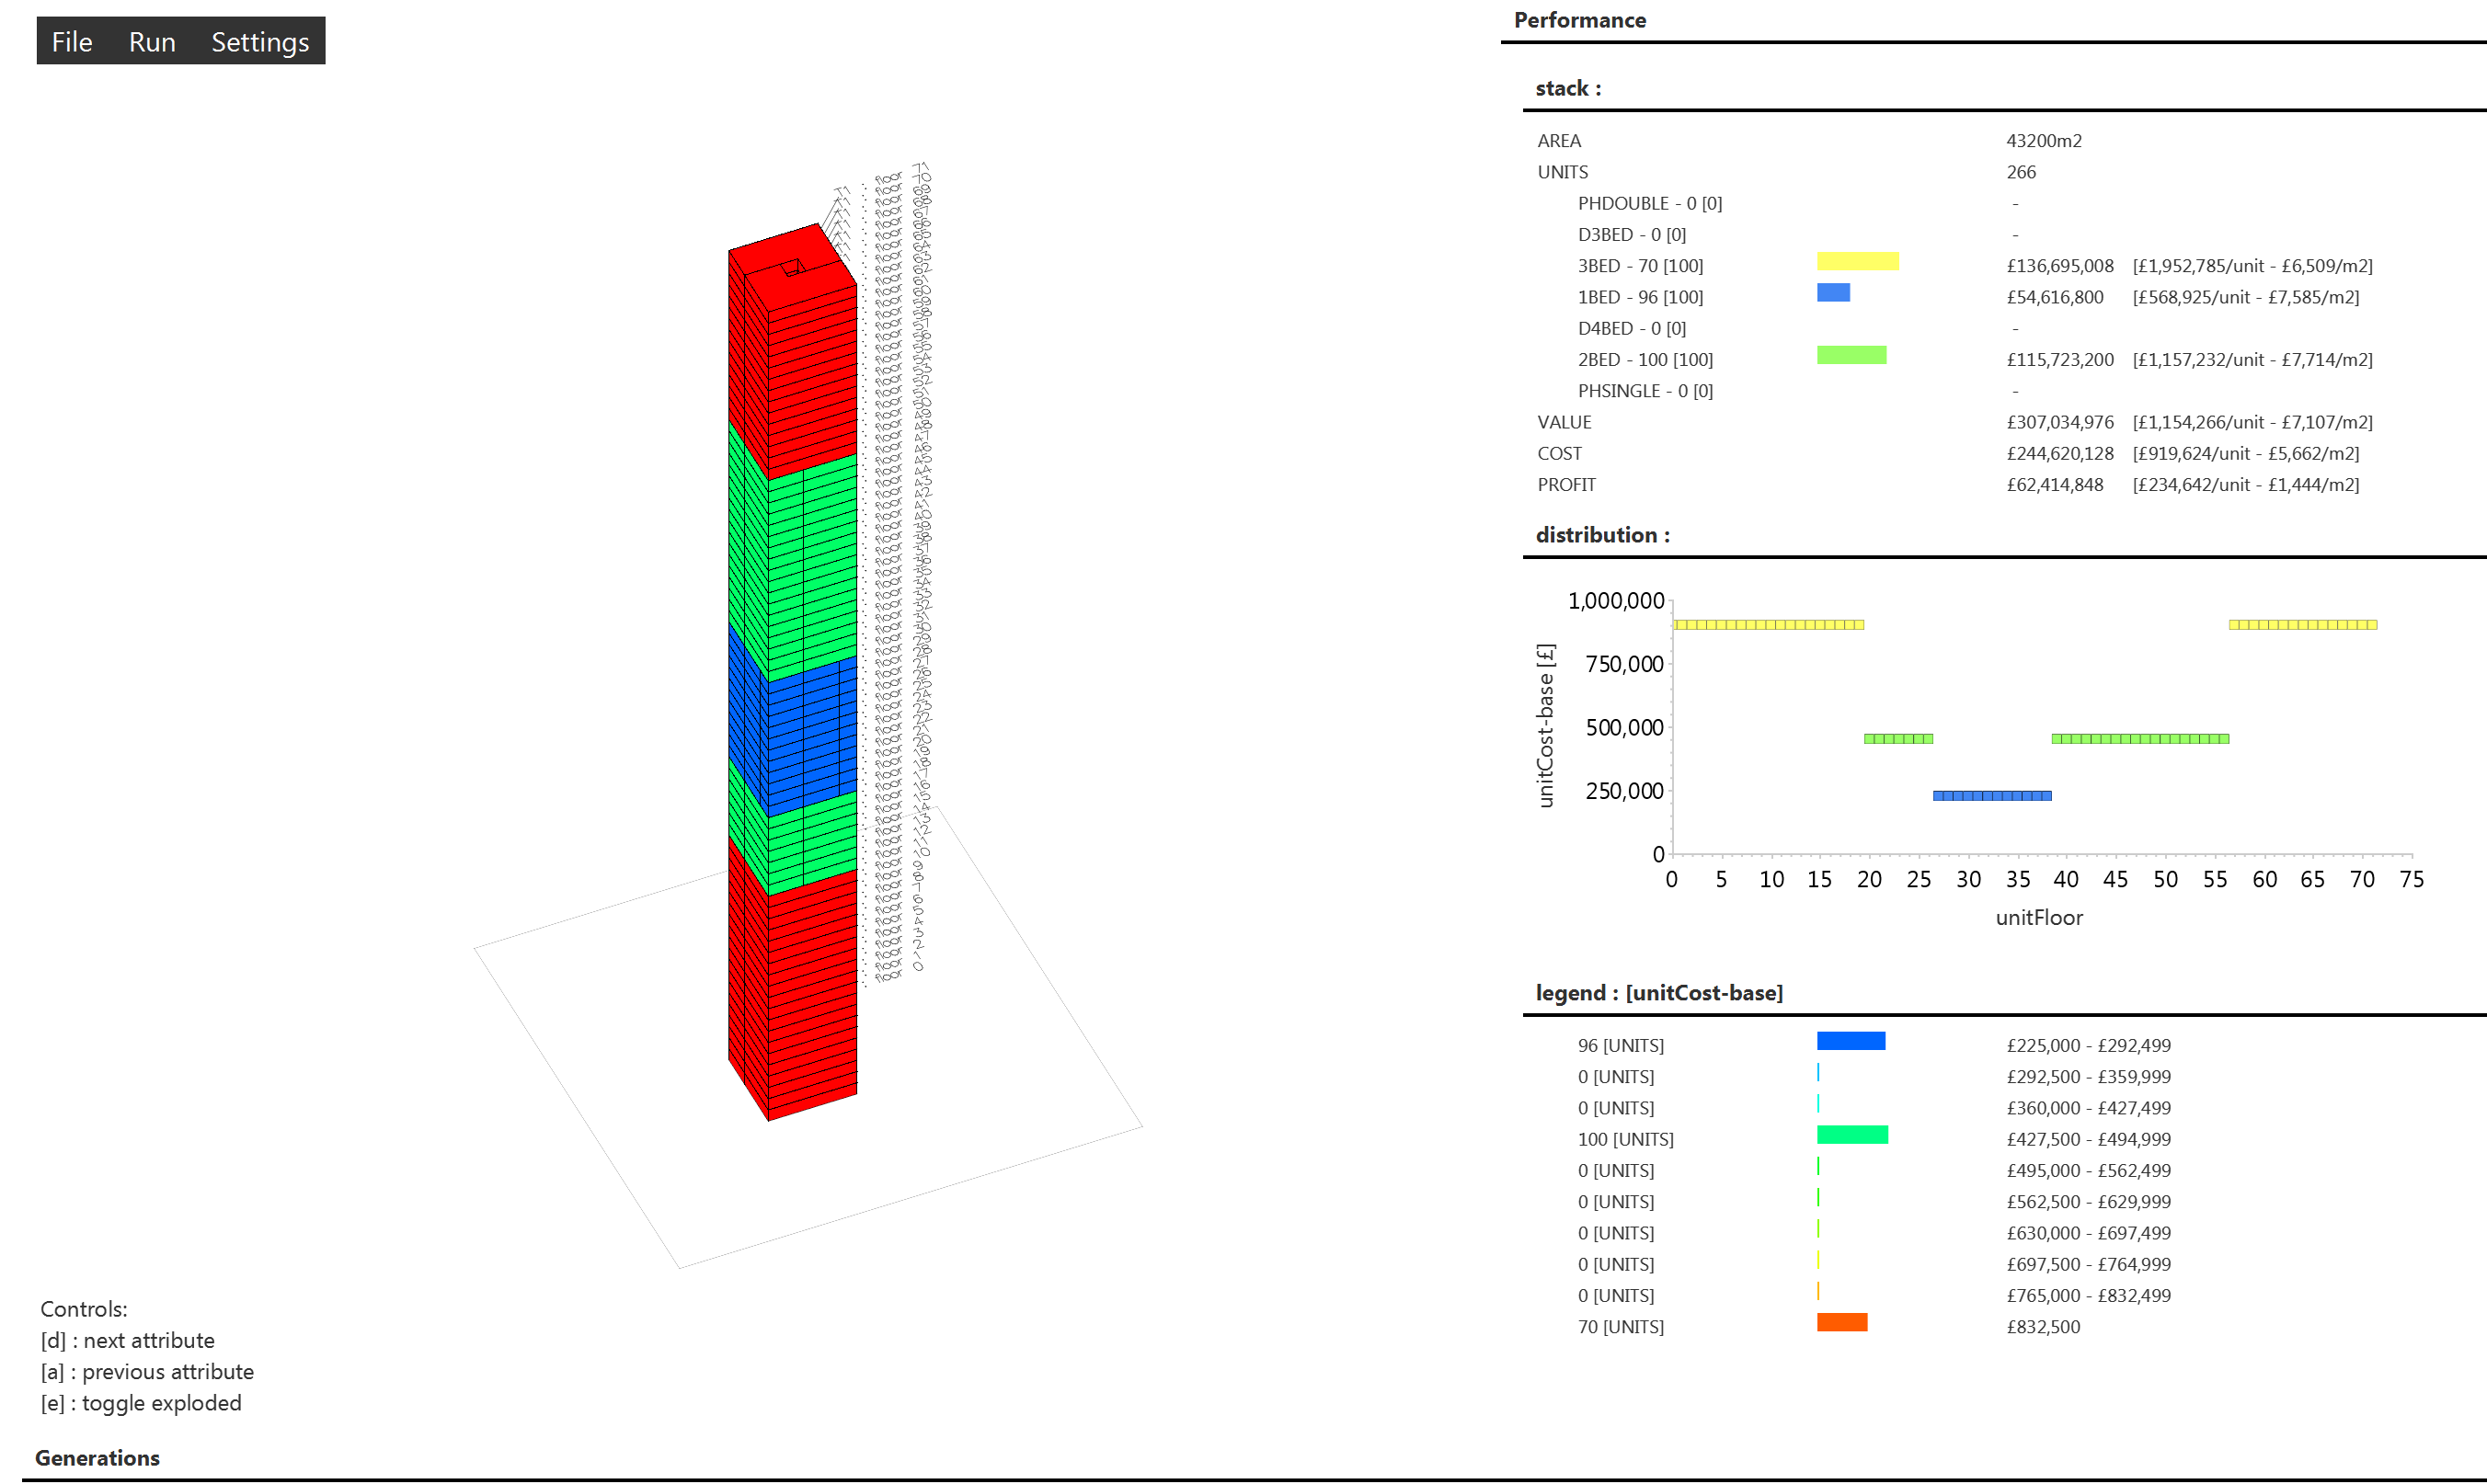 File Run Settings
Performance
stack :
AREA 43200m2
UNITS 266
PHDOUBLE - 0 [0] -
D3BED - 0 [0] -
3BED - 70 [100] £136,695,008 [£1,952,785/unit - £6,509/m2]
1BED - 96 [100] £54,616,800 [£568,925/unit - £7,585/m2]
D4BED - 0 [0] -
2BED - 100 [100] £115,723,200 [£1,157,232/unit - £7,714/m2]
PHSINGLE - 0 [0] -
VALUE £307,034,976 [£1,154,266/unit - £7,107/m2]
COST £244,620,128 [£919,624/unit - £5,662/m2]
PROFIT £62,414,848 [£234,642/unit - £1,444/m2]
distribution :
1,000,000
750,000
500,000
250,000
0
unitCost-base [£]
0 5 10 15 20 25 30 35 40 45 50 55 60 65 70 75
unitFloor
legend : [unitCost-base]
96 [UNITS] £225,000 - £292,499
0 [UNITS] £292,500 - £359,999
0 [UNITS] £360,000 - £427,499
100 [UNITS] £427,500 - £494,999
0 [UNITS] £495,000 - £562,499
0 [UNITS] £562,500 - £629,999
0 [UNITS] £630,000 - £697,499
0 [UNITS] £697,500 - £764,999
0 [UNITS] £765,000 - £832,499
70 [UNITS] £832,500
Controls:
[d] : next attribute
[a] : previous attribute
[e] : toggle exploded
Generations